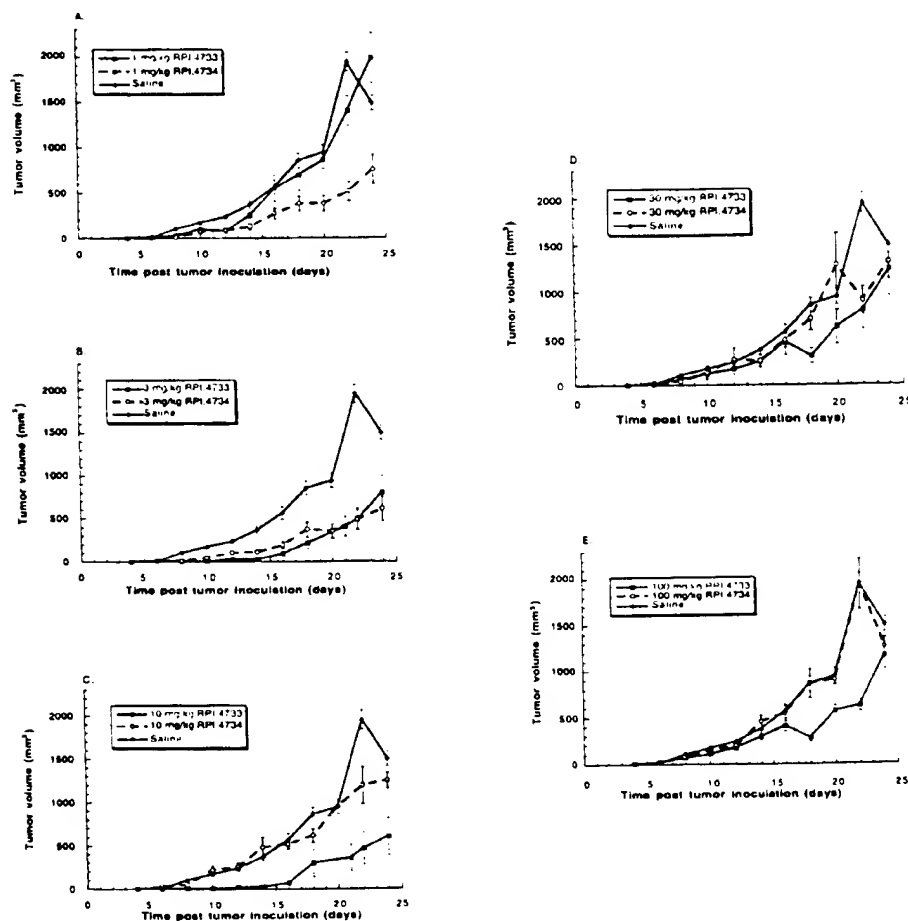 A.
Tumor volume (mm³)
2000
1500
1000
500
0
1 mg/kg RPI.4733
1 mg/kg RPI.4734
Saline
0 5 10 15 20 25
Time post tumor inoculation (days)
B.
Tumor volume (mm³)
2000
1500
1000
500
0
3 mg/kg RPI.4733
3 mg/kg RPI.4734
Saline
0 5 10 15 20 25
Time post tumor inoculation (days)
C.
Tumor volume (mm³)
2000
1500
1000
500
0
10 mg/kg RPI.4733
10 mg/kg RPI.4734
Saline
0 5 10 15 20 25
Time post tumor inoculation (days)
D.
Tumor volume (mm³)
2000
1500
1000
500
0
30 mg/kg RPI.4733
30 mg/kg RPI.4734
Saline
0 5 10 15 20 25
Time post tumor inoculation (days)
E.
Tumor volume (mm³)
2000
1500
1000
500
0
100 mg/kg RPI.4733
100 mg/kg RPI.4734
Saline
0 5 10 15 20 25
Time post tumor inoculation (days)